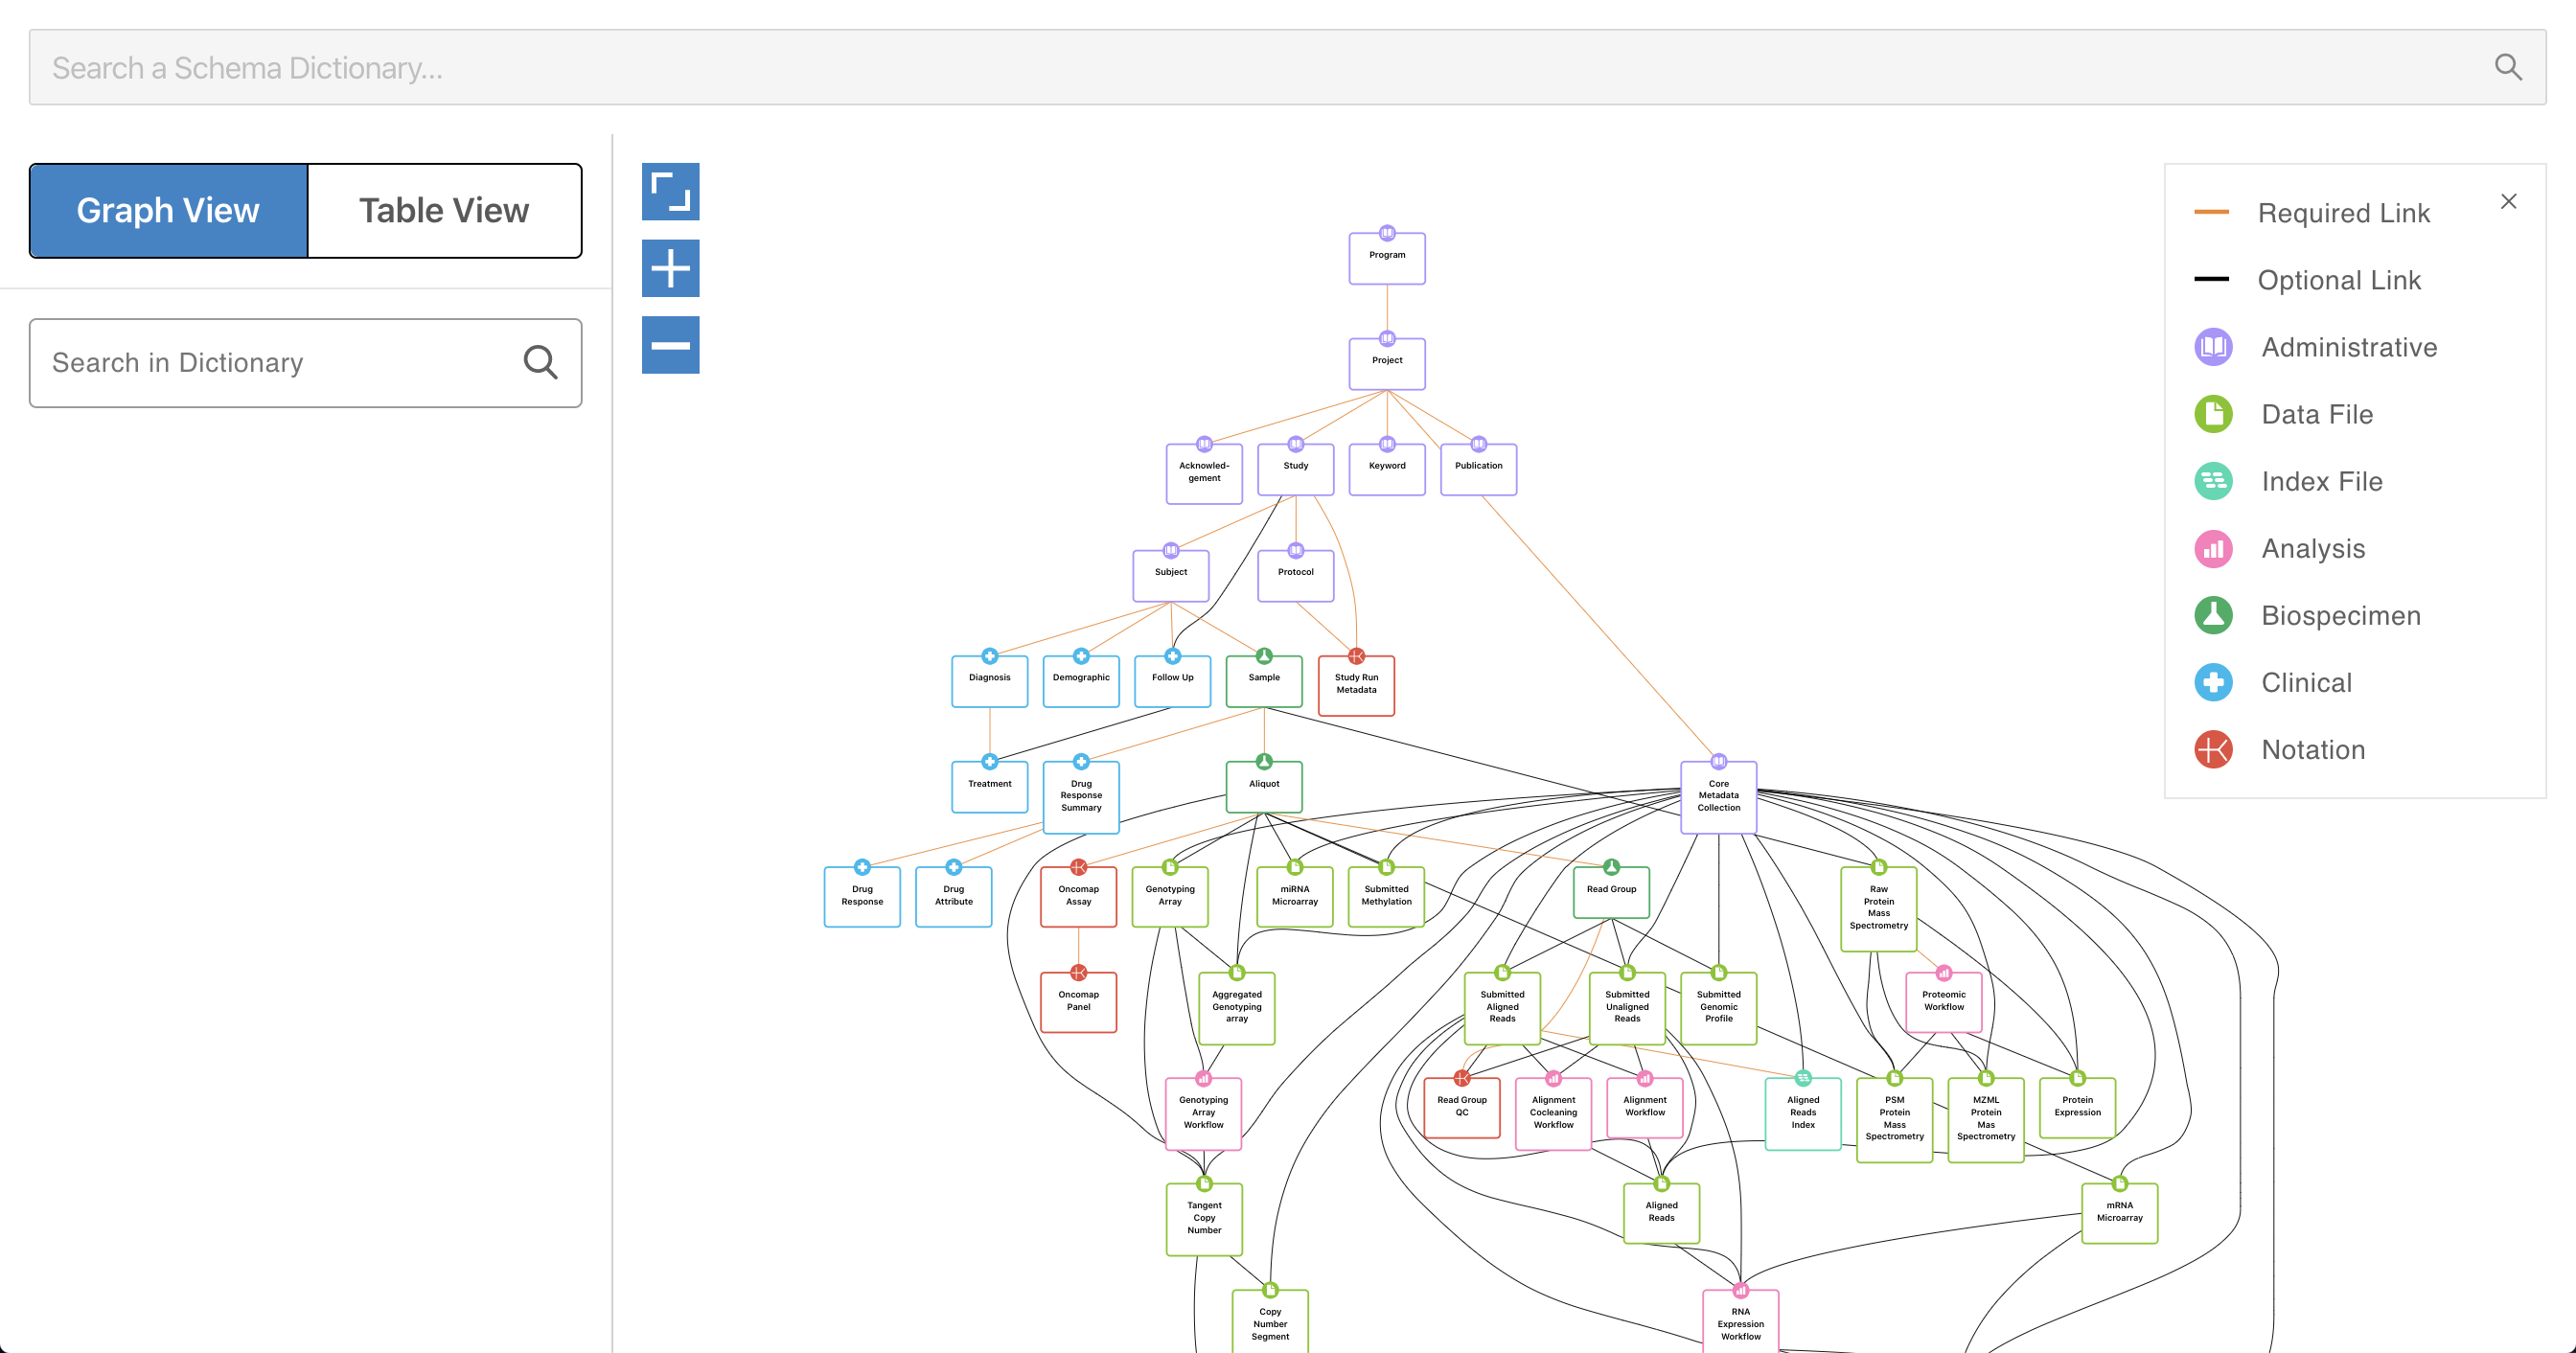 Search a Schema Dictionary...
Graph View
Table View
Search in Dictionary
Required Link
Optional Link
Administrative
Data File
Index File
Analysis
Biospecimen
Clinical
Notation
Program
Project
Acknowled-
gement
Study
Keyword
Publication
Subject
Protocol
Diagnosis
Demographic
Follow Up
Sample
Study Run
Metadata
Treatment
Drug
Response
Summary
Aliquot
Core
Metadata
Collection
Drug
Response
Drug
Attribute
Oncomap
Assay
Genotyping
Array
miRNA
Microarray
Submitted
Methylation
Read Group
Raw
Protein
Mass
Spectrometry
Oncomap
Panel
Aggregated
Genotyping
array
Submitted
Aligned
Reads
Submitted
Unaligned
Reads
Submitted
Genomic
Profile
Proteomic
Workflow
Genotyping
Array
Workflow
Read Group
QC
Alignment
Cocleaning
Workflow
Alignment
Workflow
Aligned
Reads
Index
PSM
Protein
Mass
Spectrometry
MZML
Protein
Mas
Spectrometry
Protein
Expression
Tangent
Copy
Number
Aligned
Reads
mRNA
Microarray
Copy
Number
Segment
RNA
Expression
Workflow